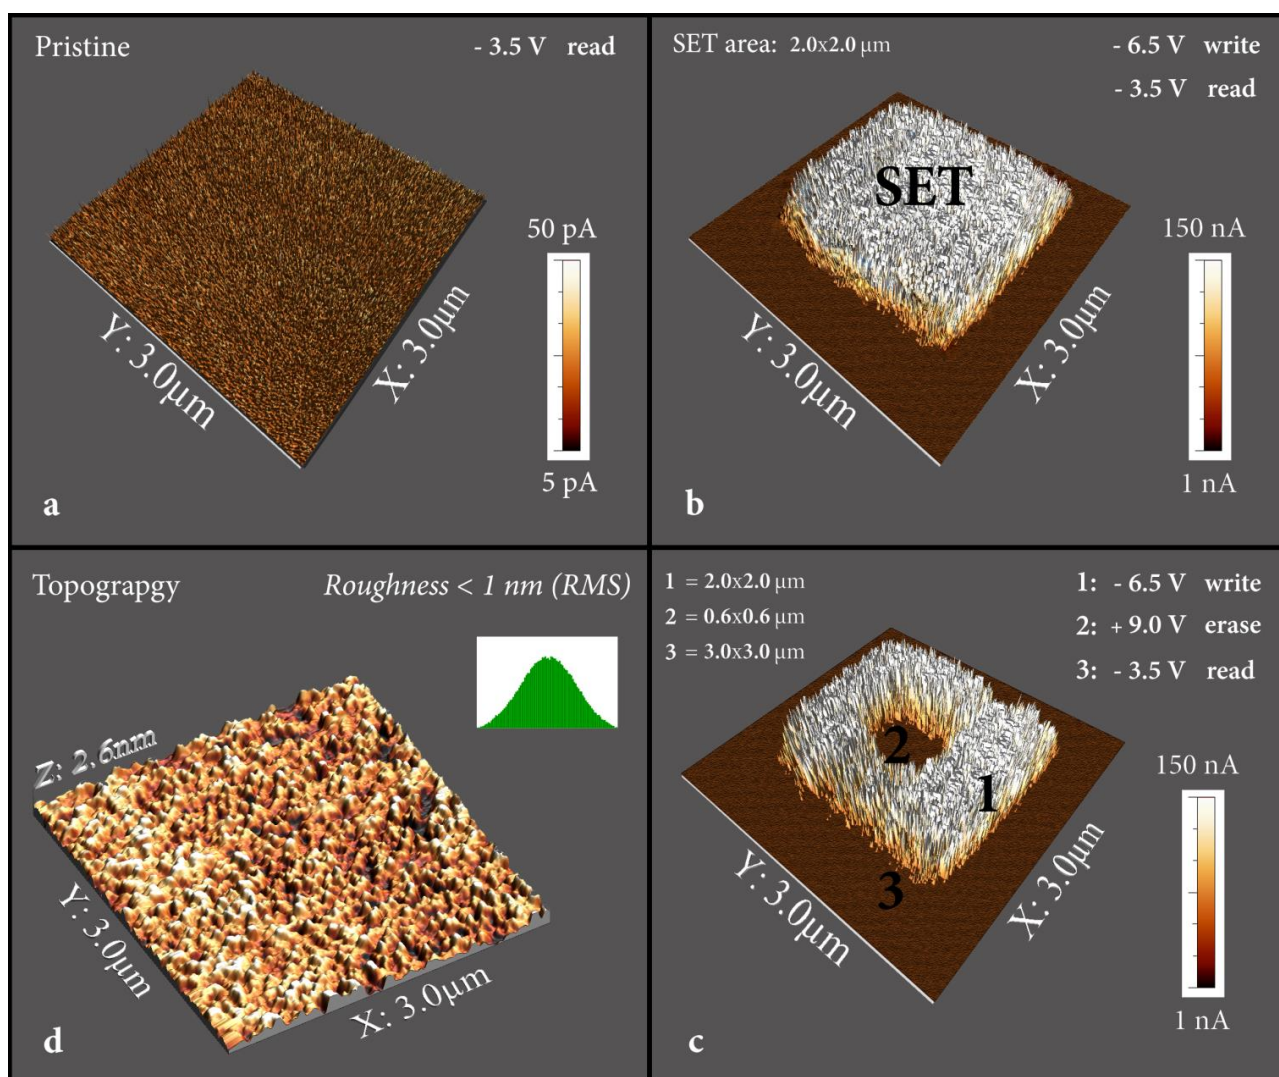 Pristine
- 3.5 V read
50 pA
5 pA
Y: 3.0µm
X: 3.0µm
a
SET area: 2.0x2.0 µm
- 6.5 V write
- 3.5 V read
SET
150 nA
1 nA
Y: 3.0µm
X: 3.0µm
b
Topograpgy
Roughness < 1 nm (RMS)
Z: 2.6nm
Y: 3.0µm
X: 3.0µm
d
1 = 2.0x2.0 µm
2 = 0.6x0.6 µm
3 = 3.0x3.0 µm
1: - 6.5 V write
2: + 9.0 V erase
3: - 3.5 V read
2
1
3
150 nA
1 nA
Y: 3.0µm
X: 3.0µm
c